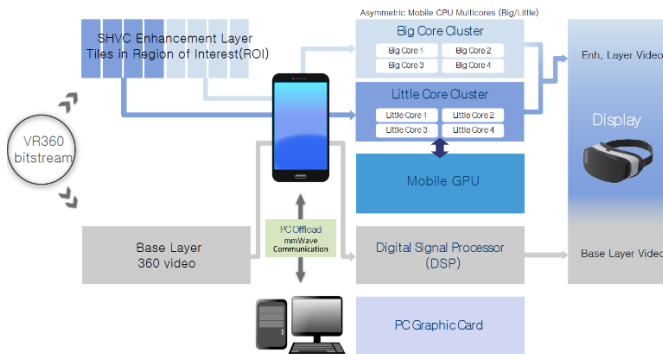 Asymmetric Mobile CPU Multicores (Big/Little)
SHVC Enhancement Layer
Tiles in Region of Interest(ROI)
Big Core Cluster
Big Core 1
Big Core 2
Big Core 3
Big Core 4
Enh. Layer Video
Little Core Cluster
Little Core 1
Little Core 2
Little Core 3
Little Core 4
Display
VR360
bitstream
Mobile GPU
PC Offload
mmWave
Communication
Base Layer
360 video
Digital Signal Processor
(DSP)
Base Layer Video
PC Graphic Card